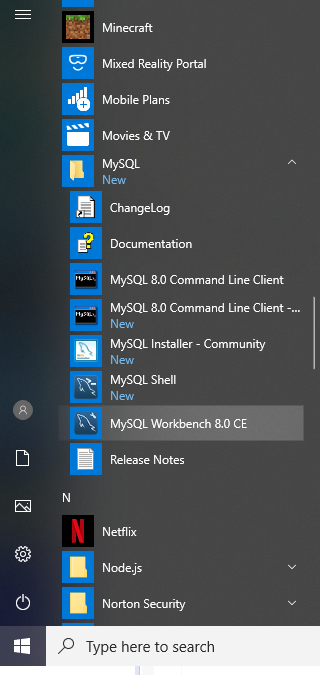 Minecraft
Mixed Reality Portal
Mobile Plans
Movies & TV
MySQL
New
ChangeLog
Documentation
MySQL 8.0 Command Line Client
MySQL 8.0 Command Line Client -...
New
MySQL Installer - Community
New
MySQL Shell
New
MySQL Workbench 8.0 CE
Release Notes
N
Netflix
Node.js
Norton Security
Type here to search